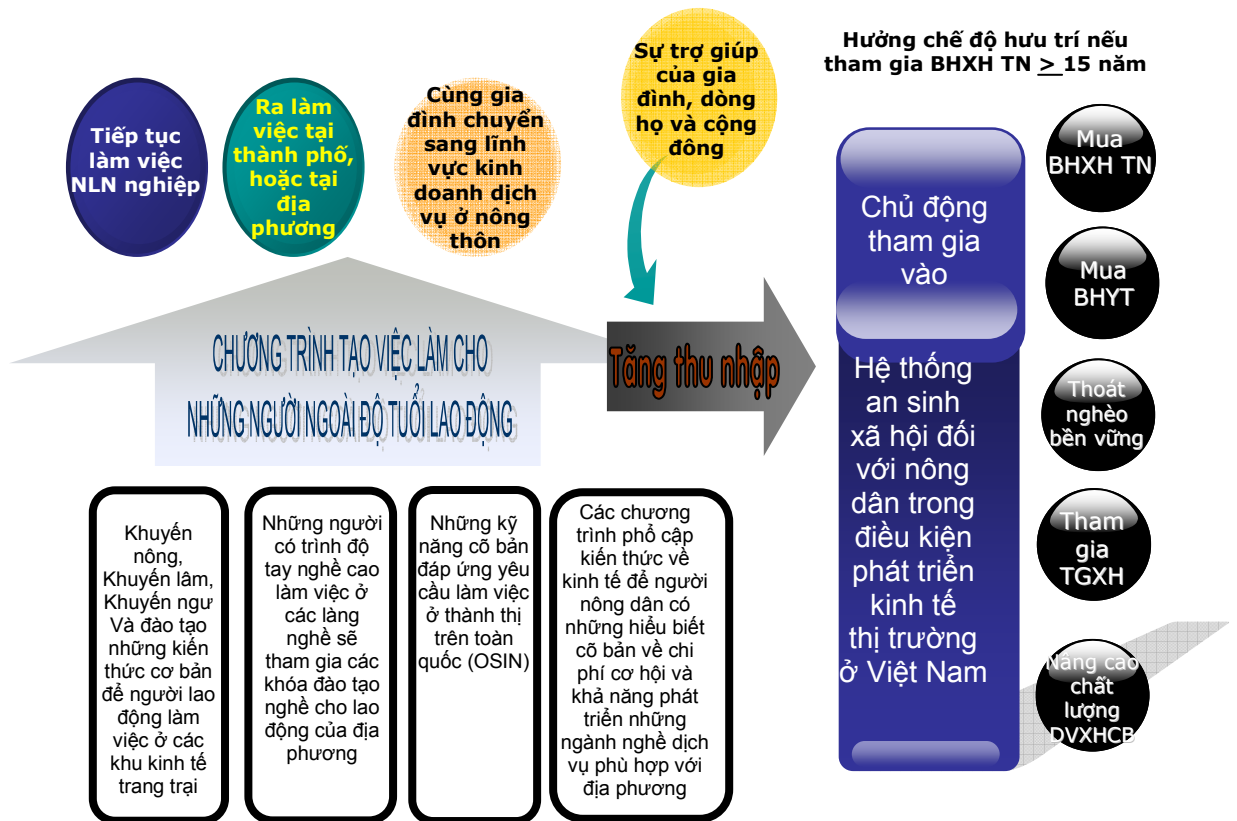 Tiếp tục
làm việc
NLN nghiệp
Ra làm
việc tại
thành phố,
hoặc tại
địa
phương
Cùng gia
đình chuyển
sang lĩnh
vực kinh
doanh dịch
vụ ở nông
thôn
Sự trợ giúp
của gia
đình, dòng
họ và cộng
đông
Hưởng chế độ hưu trí nếu
tham gia BHXH TN > 15 năm
CHƯƠNG TRÌNH TẠO VIỆC LÀM CHO
NHỮNG NGƯỜI NGOÀI ĐỘ TUỔI LAO ĐỘNG
Tăng thu nhập
Chủ động
tham gia
vào
Hệ thống
an sinh
xã hội đối
với nông
dân trong
điều kiện
phát triển
kinh tế
thị trường
ở Việt Nam
Mua
BHXH TN
Mua
BHYT
Thoát
nghèo
bền vững
Tham
gia
TGXH
Nâng cao
chất
lượng
DVXHCB
Khuyến
nông,
Khuyến lâm,
Khuyến ngư
Và đào tạo
những kiến
thức cơ bản
để người lao
động làm
việc ở các
khu kinh tế
trang trại
Những người
có trình độ
tay nghề cao
làm việc ở
các làng
nghề sẽ
tham gia các
khóa đào tạo
nghề cho lao
động của địa
phương
Những kỹ
năng cõ bản
đáp ứng yêu
cầu làm việc
ở thành thị
trên toàn
quốc (OSIN)
Các chương
trình phổ cập
kiến thức về
kinh tế để người
nông dân có
những hiểu biết
cõ bản về chi
phí cơ hội và
khả năng phát
triển những
ngành nghề dịch
vụ phù hợp với
địa phương